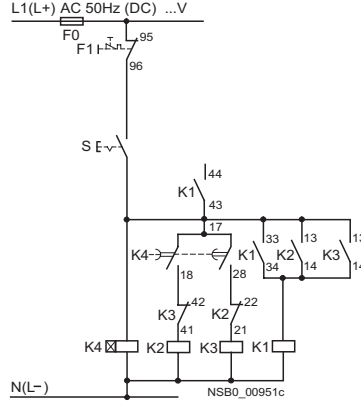 L1(L+) AC 50Hz (DC) ...V
F0
95
F1
96
S
44
K1
43
17
K4
K1
33
34
K2
13
14
K3
13
14
18
28
K3
42
41
K2
22
21
K4
K2
K3
K1
N(L–)
NSB0_00951c